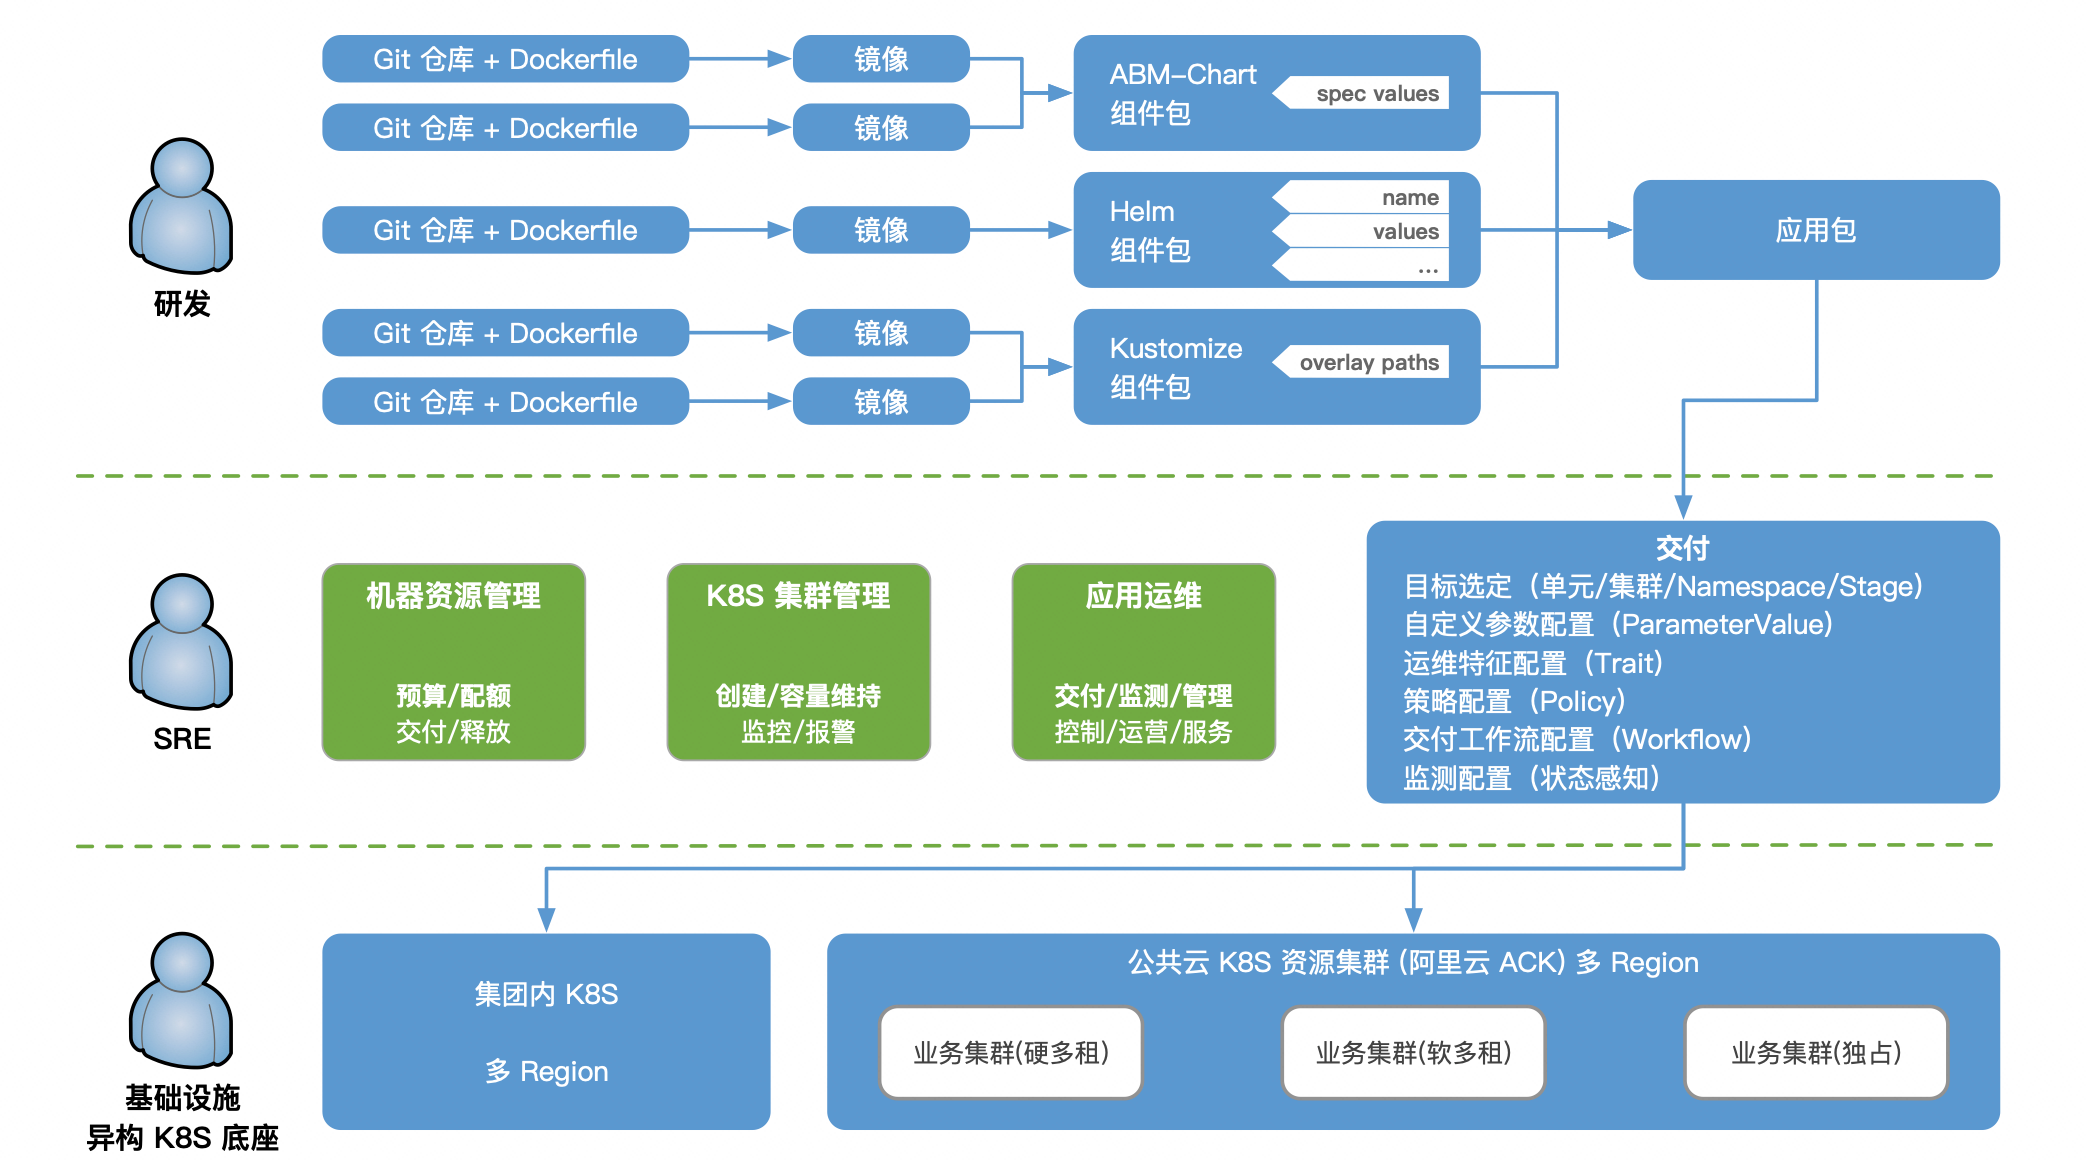 Git 仓库 + Dockerfile
镜像
Git 仓库 + Dockerfile
镜像
ABM-Chart
组件包
spec values
Git 仓库 + Dockerfile
镜像
Helm
组件包
name
values
...
应用包
研发
Git 仓库 + Dockerfile
镜像
Git 仓库 + Dockerfile
镜像
Kustomize
组件包
overlay paths
SRE
机器资源管理
预算/配额
交付/释放
K8S 集群管理
创建/容量维持
监控/报警
应用运维
交付/监测/管理
控制/运营/服务
交付
目标选定（单元/集群/Namespace/Stage）
自定义参数配置（ParameterValue）
运维特征配置（Trait）
策略配置（Policy）
交付工作流配置（Workflow）
监测配置（状态感知）
基础设施
异构 K8S 底座
集团内 K8S
多 Region
公共云 K8S 资源集群 (阿里云 ACK) 多 Region
业务集群(硬多租)
业务集群(软多租)
业务集群(独占)